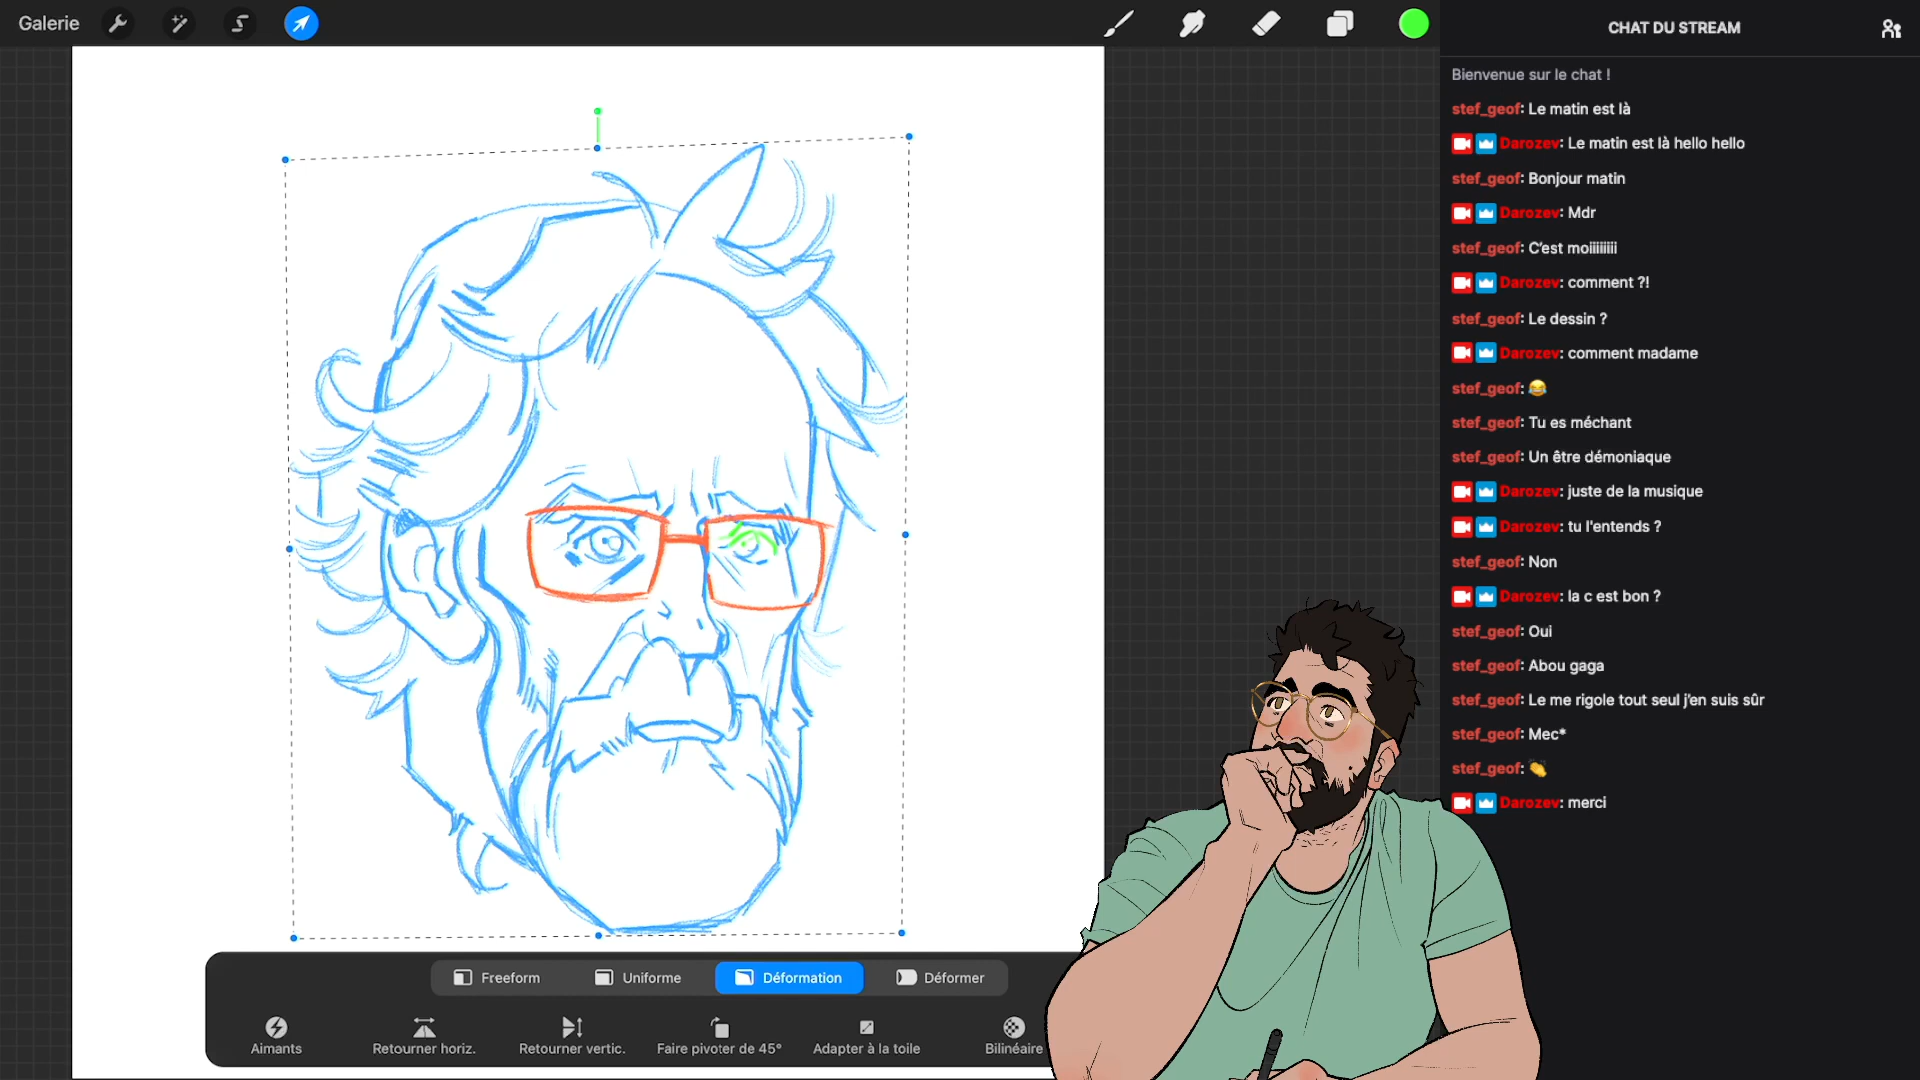 Galerie
CHAT DU STREAM
Bienvenue sur le chat !
stef_geof: Le matin est là
Darozev: Le matin est là hello hello
stef_geof: Bonjour matin
Darozev: Mdr
stef_geof: C'est moiiiiiiiii
Darozev: comment ?!
stef_geof: Le dessin ?
Darozev: comment madame
stef_geof: 😂
stef_geof: Tu es méchant
stef_geof: Un être démoniaque
Darozev: juste de la musique
Darozev: tu l'entends ?
stef_geof: Non
Darozev: la c est bon ?
stef_geof: Oui
stef_geof: Abou gaga
stef_geof: Le me rigole tout seul j'en suis sûr
stef_geof: Mec*
stef_geof: 👏
Darozev: merci
Freeform
Uniforme
Déformation
Déformer
Aimants
Retourner horiz.
Retourner vertic.
Faire pivoter de 45°
Adapter à la toile
Bilinéaire